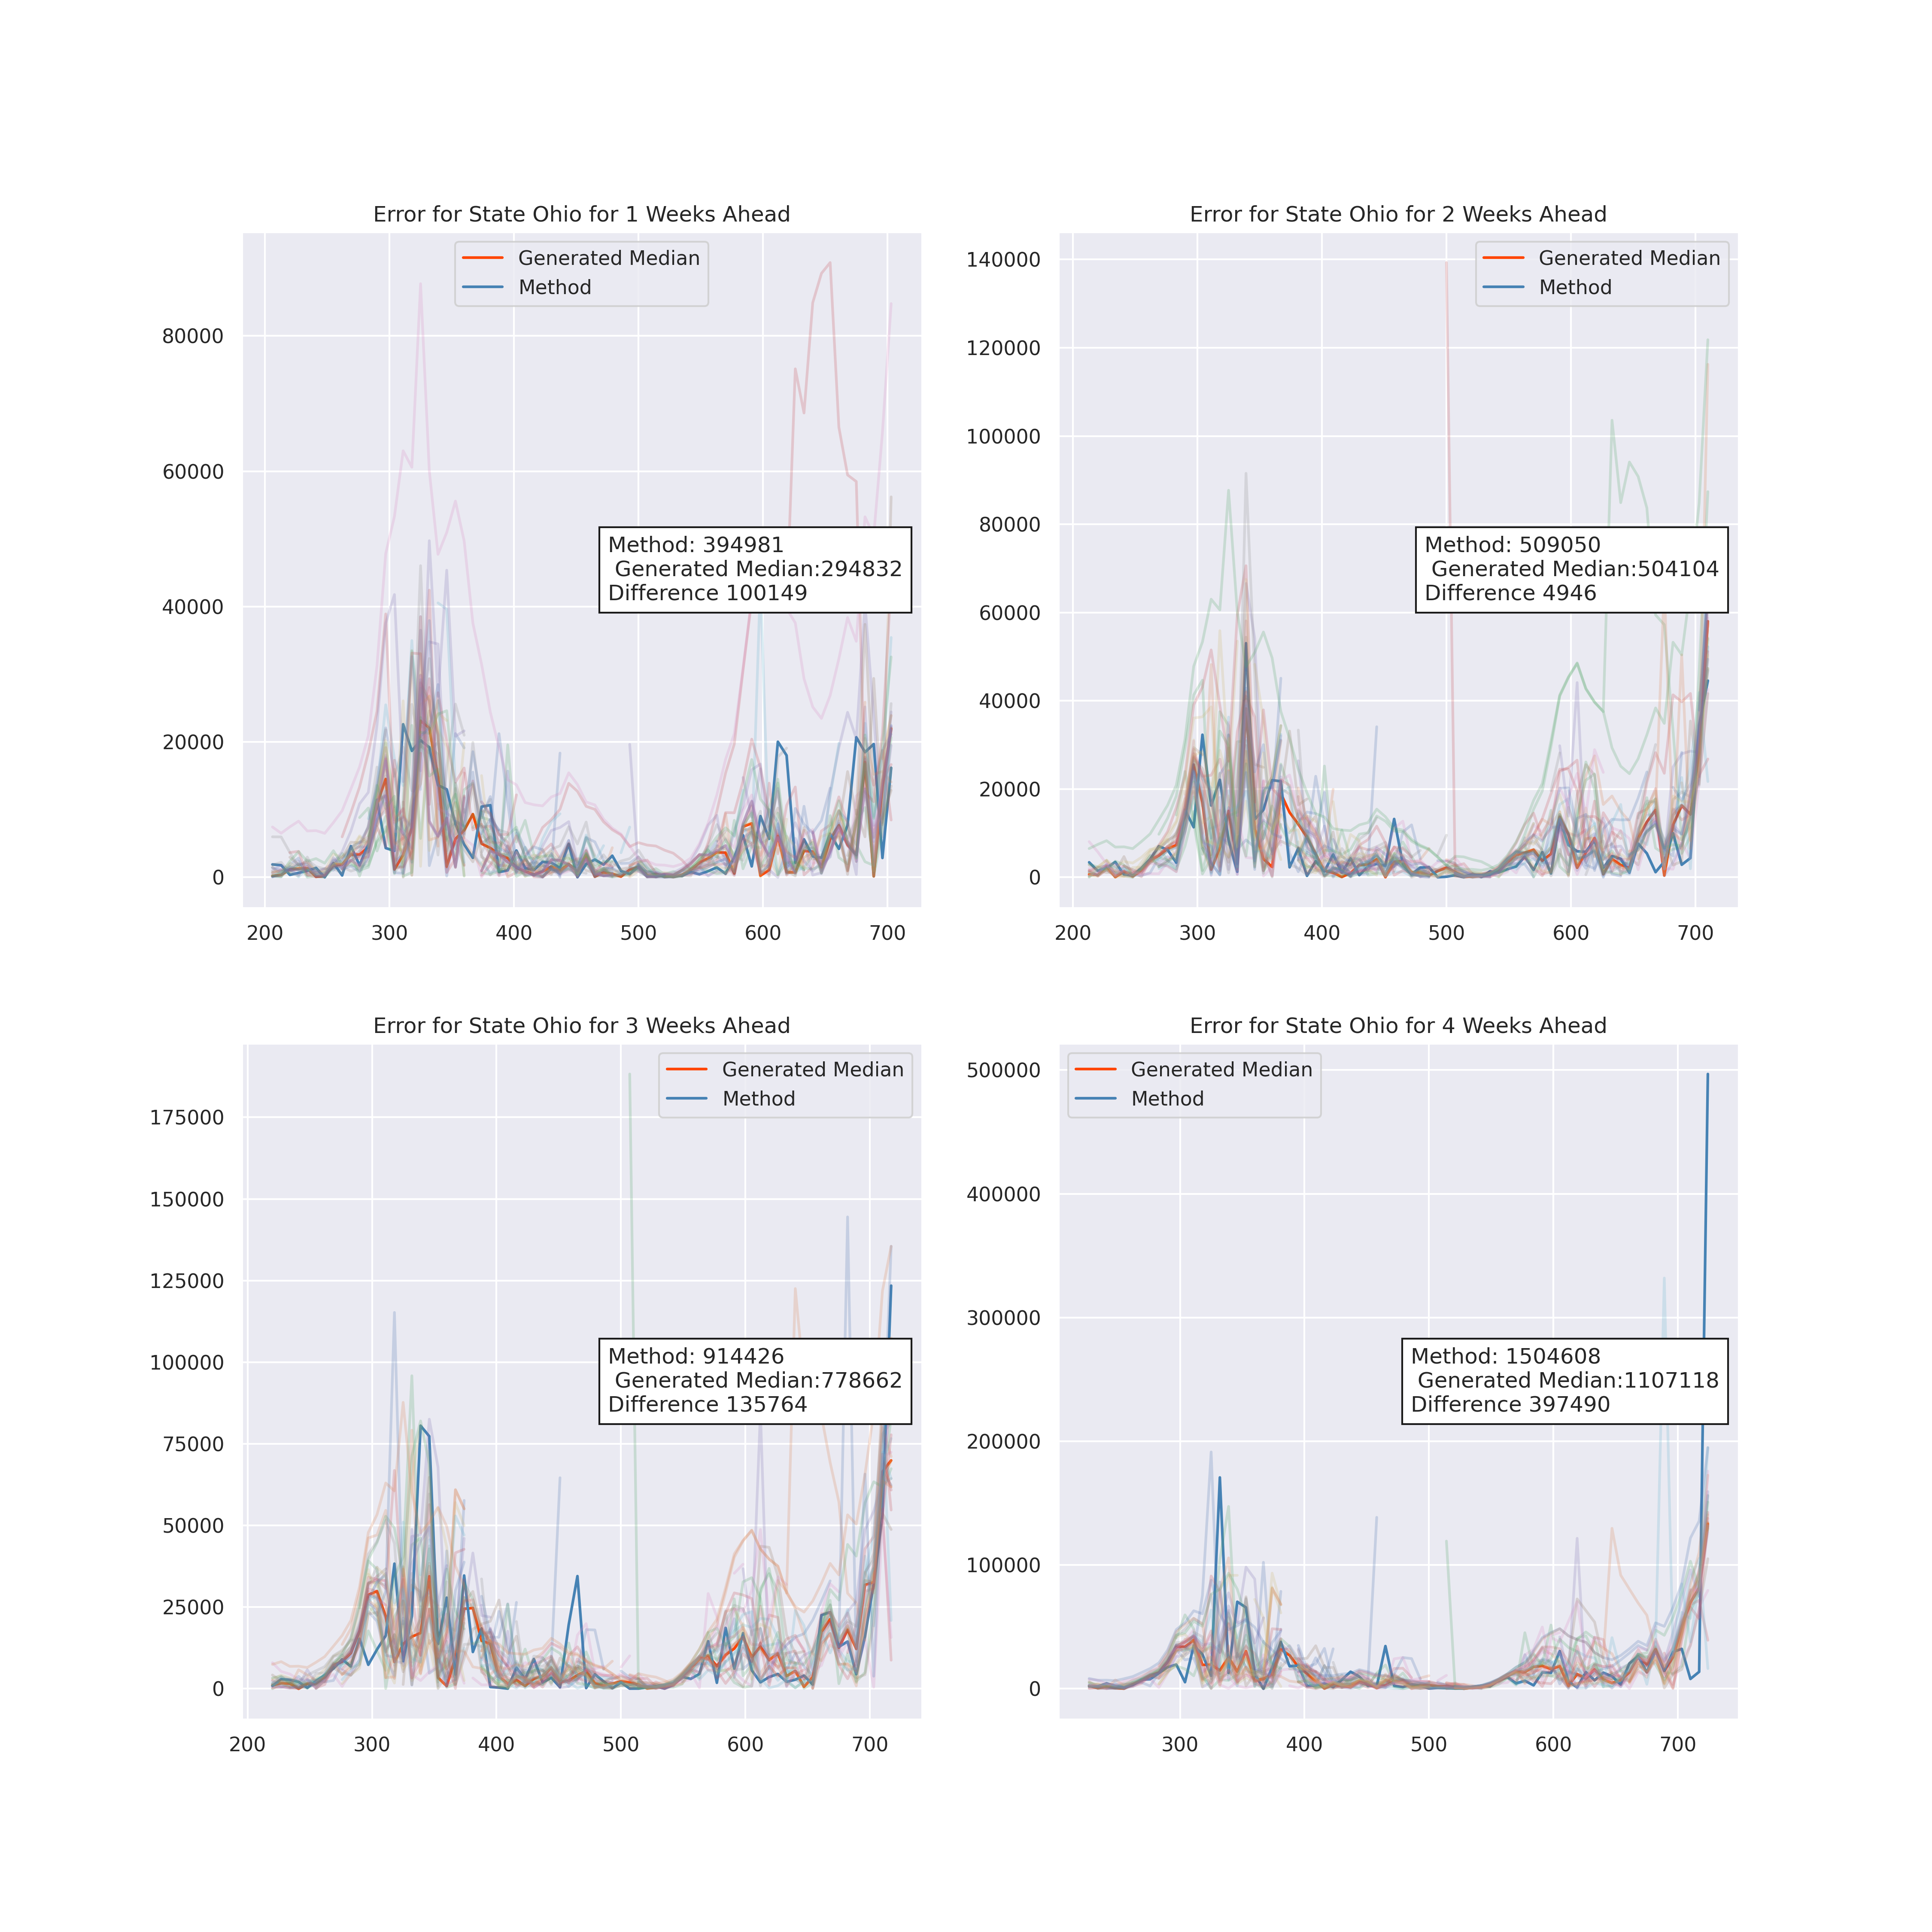 Error for State Ohio for 1 Weeks Ahead
Generated Median
Method
80000
60000
40000
20000
0
Method: 394981
Generated Median:294832
Difference 100149
200 300 400 500 600 700
Error for State Ohio for 2 Weeks Ahead
Generated Median
Method
140000
120000
100000
80000
60000
40000
20000
0
Method: 509050
Generated Median:504104
Difference 4946
200 300 400 500 600 700
Error for State Ohio for 3 Weeks Ahead
Generated Median
Method
175000
150000
125000
100000
75000
50000
25000
0
Method: 914426
Generated Median:778662
Difference 135764
200 300 400 500 600 700
Error for State Ohio for 4 Weeks Ahead
Generated Median
Method
500000
400000
300000
200000
100000
0
Method: 1504608
Generated Median:1107118
Difference 397490
300 400 500 600 700